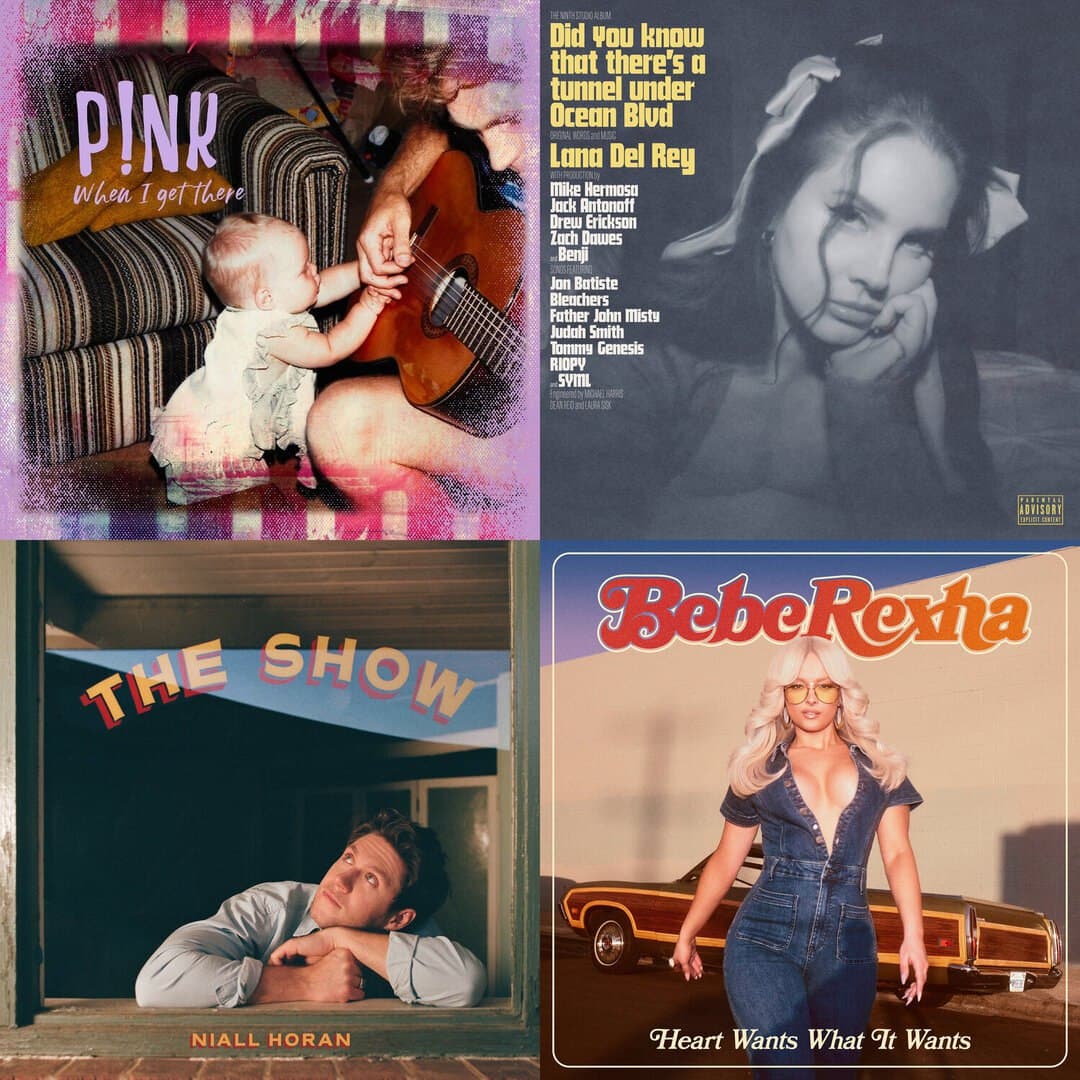 P!NK
When I get there
THE NINTH STUDIO ALBUM
Did you know
that there's a
tunnel under
Ocean Blvd
ORIGINAL WORDS and MUSIC
Lana Del Rey
WITH PRODUCTION by
Mike Hermosa
Jack Antonoff
Drew Erickson
Zach Dawes
and Benji
SONGS FEATURING
Jon Batiste
Bleachers
Father John Misty
Judah Smith
Tommy Genesis
RIOPY
and SYML
Engineered by MICHAEL HARRIS
DEAN REID and LAURA SISK
PARENTAL
ADVISORY
EXPLICIT CONTENT
THE SHOW
NIALL HORAN
Bebe Rexha
Heart Wants What It Wants